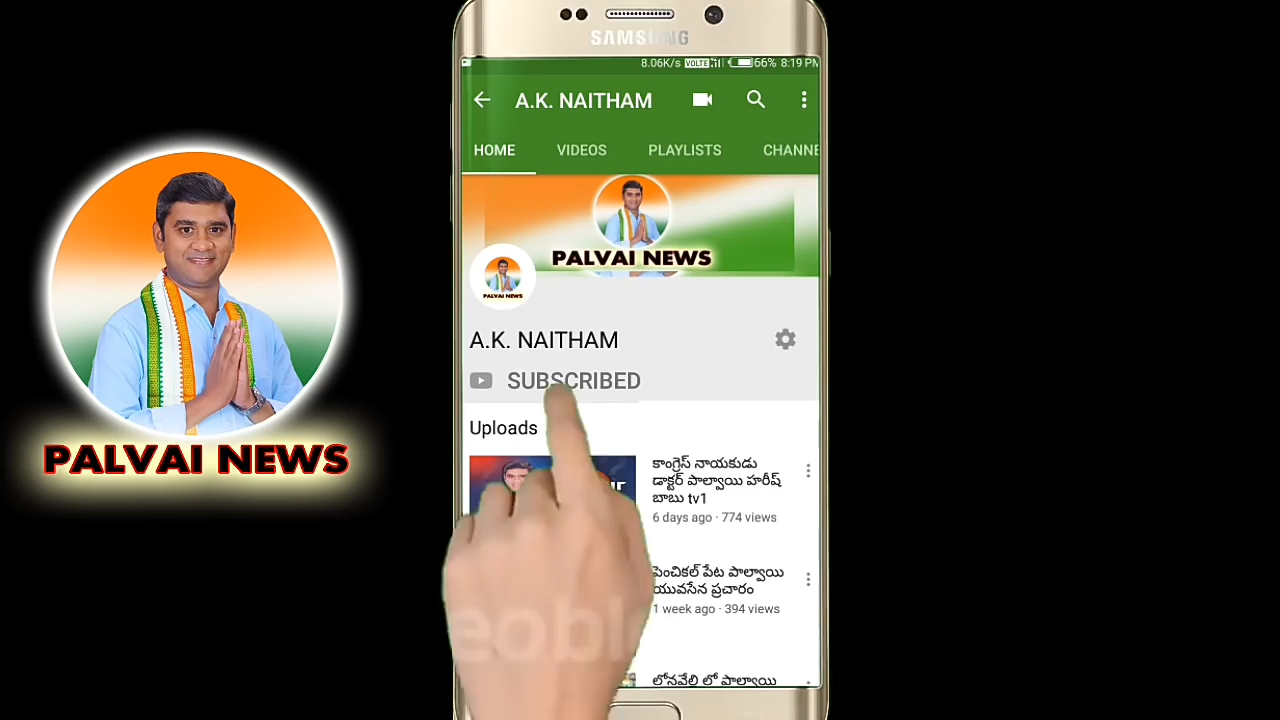 SAMSUNG
8.06K/s VOLTE 66% 8:19 PM
A.K. NAITHAM
HOME VIDEOS PLAYLISTS CHANNE
PALVAI NEWS
PALVAI NEWS
A.K. NAITHAM
SUBSCRIBED
Uploads
కాంగ్రెస్ నాయకుడు
డాక్టర్ పాల్వాయి హరీష్
బాబు tv1
6 days ago · 774 views
పెంచికల్ పేట పాల్వాయి
యువసేన ప్రచారం
1 week ago · 394 views
లోనవేల్లి లో పాల్వాయి
PALVAI NEWS